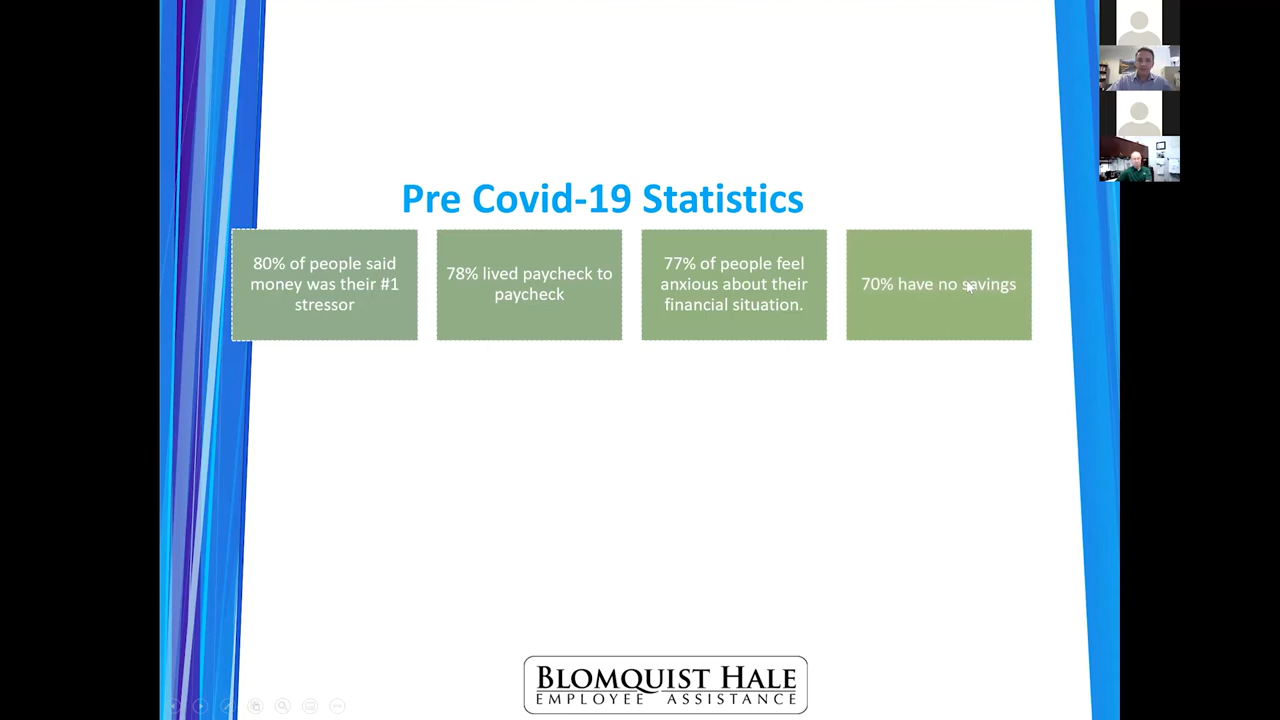 Pre Covid-19 Statistics
80% of people said
money was their #1
stressor
78% lived paycheck to
paycheck
77% of people feel
anxious about their
financial situation.
70% have no savings
BLOMQUIST HALE
EMPLOYEE ASSISTANCE